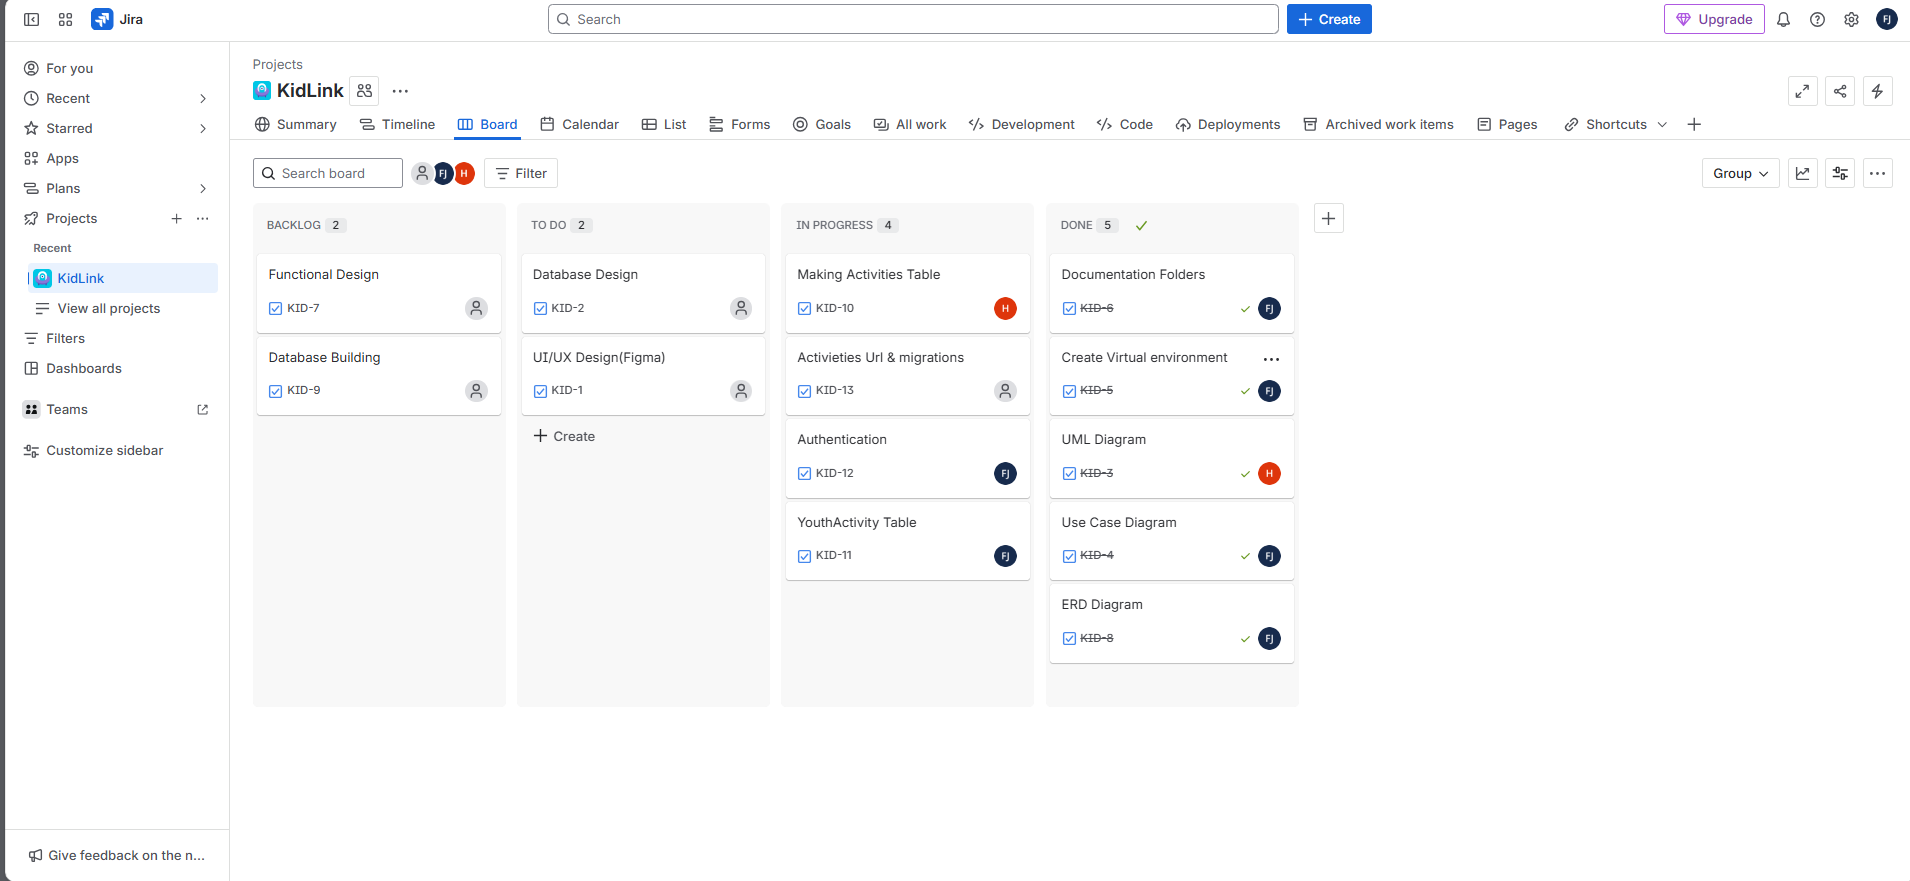 Jira
Search
Create
Upgrade
FJ
For you
Recent
Starred
Apps
Plans
Projects
Recent
KidLink
View all projects
Filters
Dashboards
Teams
Customize sidebar
Give feedback on the n...
Projects
KidLink
Summary Timeline Board Calendar List Forms Goals All work Development Code Deployments Archived work items Pages Shortcuts
Search board
FJ H
Filter
Group
BACKLOG 2
Functional Design
KID-7
Database Building
KID-9
TO DO 2
Database Design
KID-2
UI/UX Design(Figma)
KID-1
Create
IN PROGRESS 4
Making Activities Table
KID-10 H
Activieties Url & migrations
KID-13
Authentication
KID-12 FJ
YouthActivity Table
KID-11 FJ
DONE 5
Documentation Folders
KID-6 FJ
Create Virtual environment
KID-5 FJ
UML Diagram
KID-3 H
Use Case Diagram
KID-4 FJ
ERD Diagram
KID-8 FJ